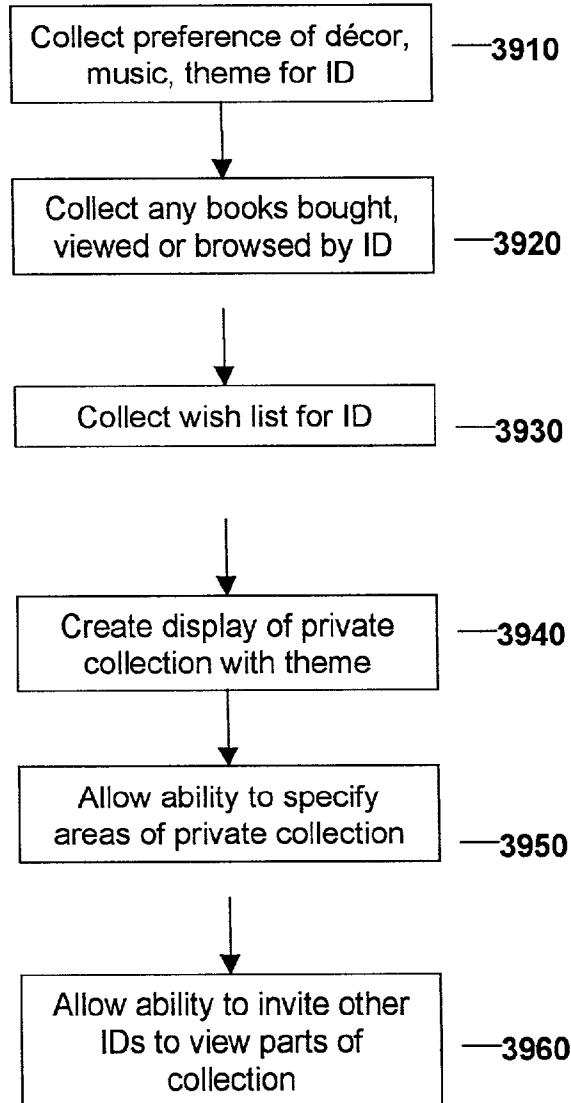 Collect preference of décor,
music, theme for ID
3910
Collect any books bought,
viewed or browsed by ID
3920
Collect wish list for ID
3930
Create display of private
collection with theme
3940
Allow ability to specify
areas of private collection
3950
Allow ability to invite other
IDs to view parts of
collection
3960